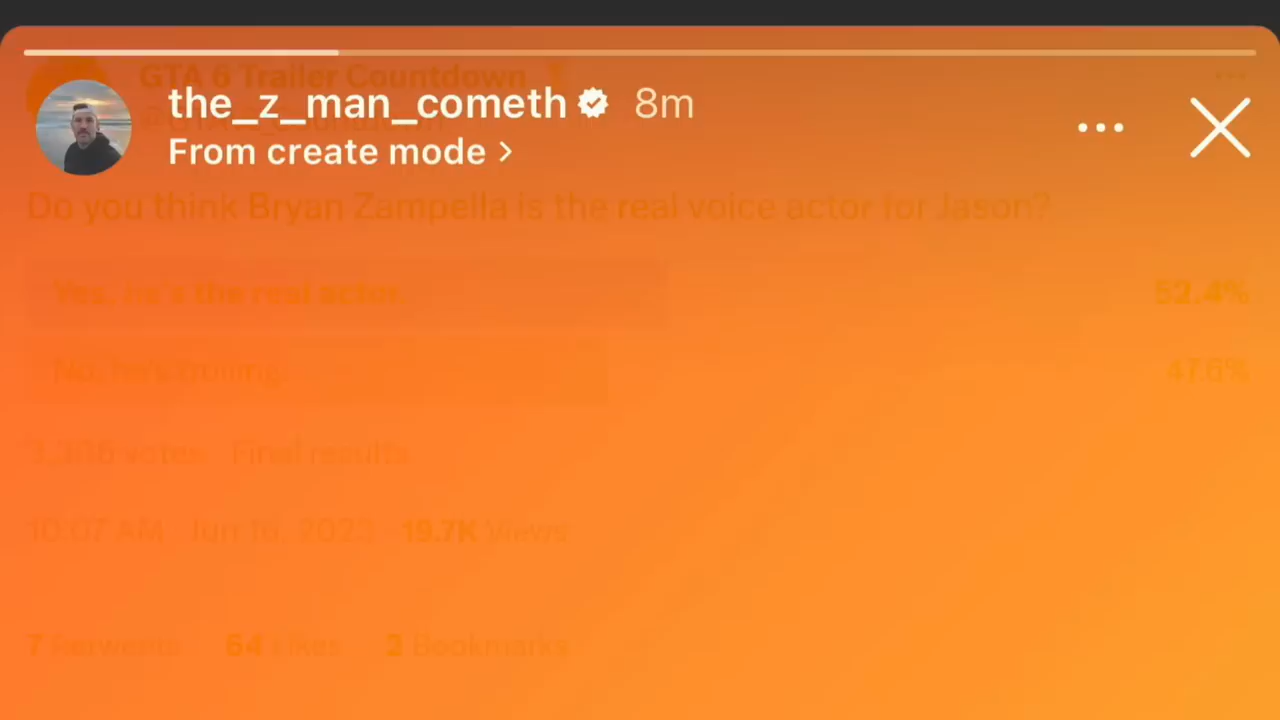 GTA 6 Trailer Countdown
the_z_man_cometh 8m
From create mode >
Do you think Bryan Zampella is the real voice actor for Jason?
Yes, he's the real actor.
52.4%
No, he's trolling.
47.6%
votes Final results
10:07 AM Jun 16, 2023 19.7K Views
7 Retweets 64 Likes 3 Bookmarks